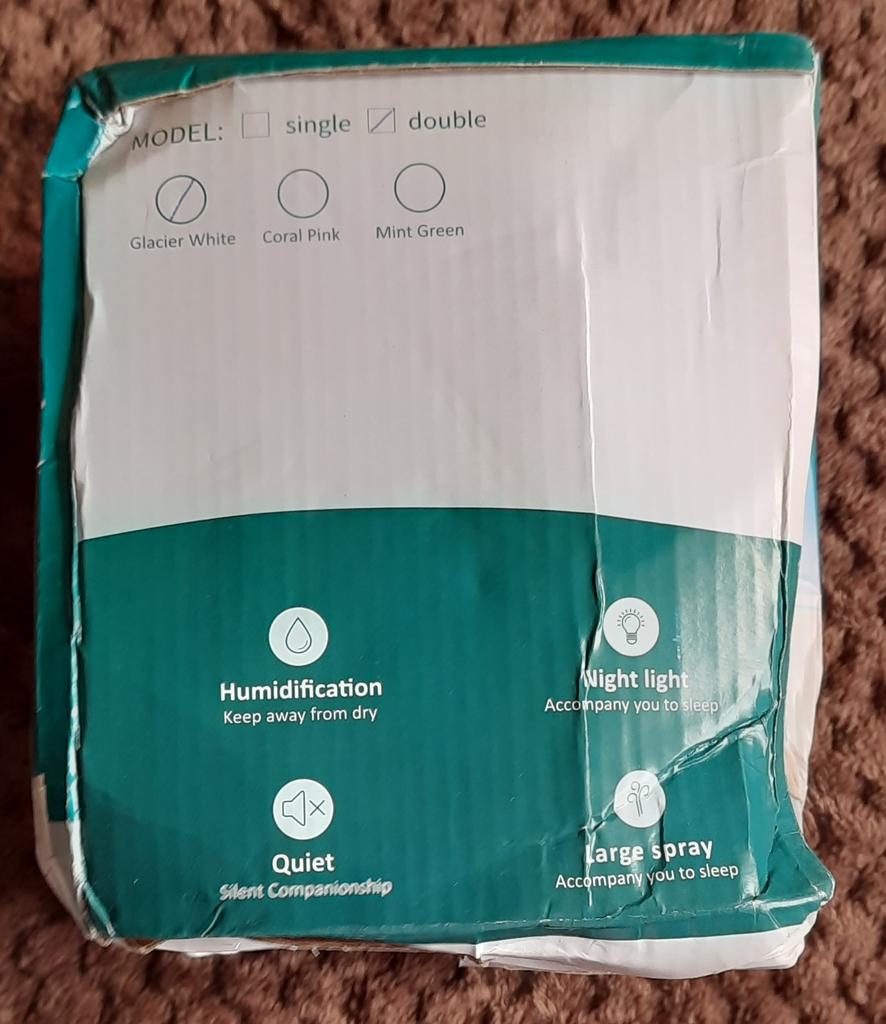 MODEL: single double
Glacier White Coral Pink Mint Green
Humidification
Keep away from dry
Night light
Accompany you to sleep
Quiet
Silent Companionship
Large spray
Accompany you to sleep